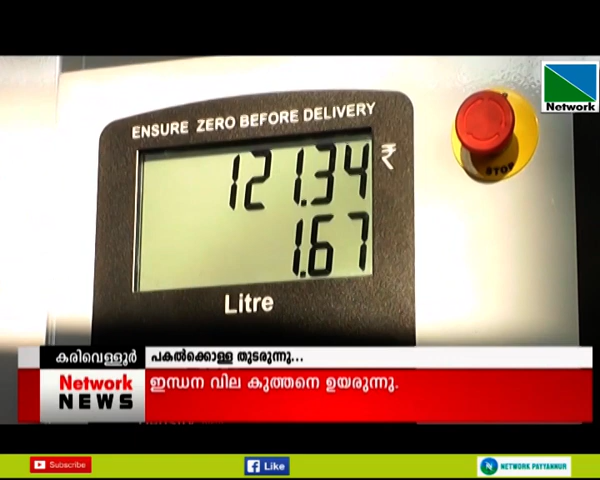 Network
ENSURE ZERO BEFORE DELIVERY
121.34 ₹
1.67
STOP
Litre
കരിവെള്ളൂർ
പകൽക്കൊള്ള തുടരുന്നു...
Network
NEWS
ഇന്ധന വില കുത്തനെ ഉയരുന്നു.
Subscribe
Like
NETWORK PAYYANNUR